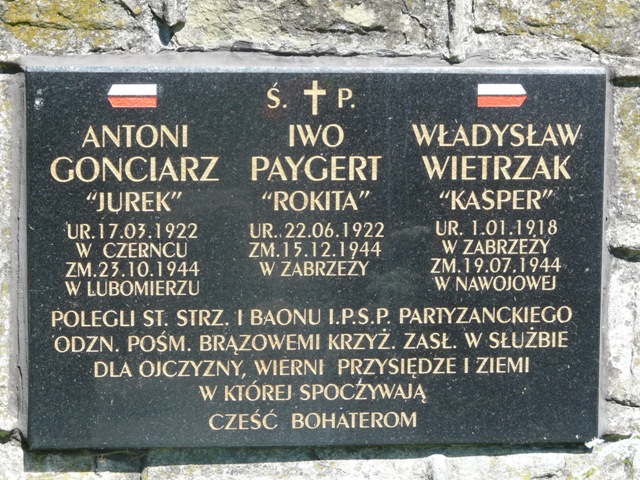 Ś. P.
ANTONI
GONCIARZ
"JUREK"
UR.17.03.1922
W CZERNCU
ZM.23.10.1944
W LUBOMIERZU
IWO
PAYGERT
"ROKITA"
UR..22.06.1922
ZM.15.12.1944
W ZABRZEZY
WŁADYSŁAW
WIETRZAK
"KASPER"
UR. 1.01.1918
W ZABRZEZY
ZM.19.07.1944
W NAWOJOWEJ
POLEGLI ST. STRZ. I BAONU I.P.S.P. PARTYZANCKIEGO
ODZN. POŚM. BRĄZOWEMI KRZYŻ. ZASŁ. W SŁUŻBIE
DLA OJCZYZNY, WIERNI PRZYSIĘDZE I ZIEMI
W KTÓREJ SPOCZYWAJĄ
CZEŚĆ BOHATEROM